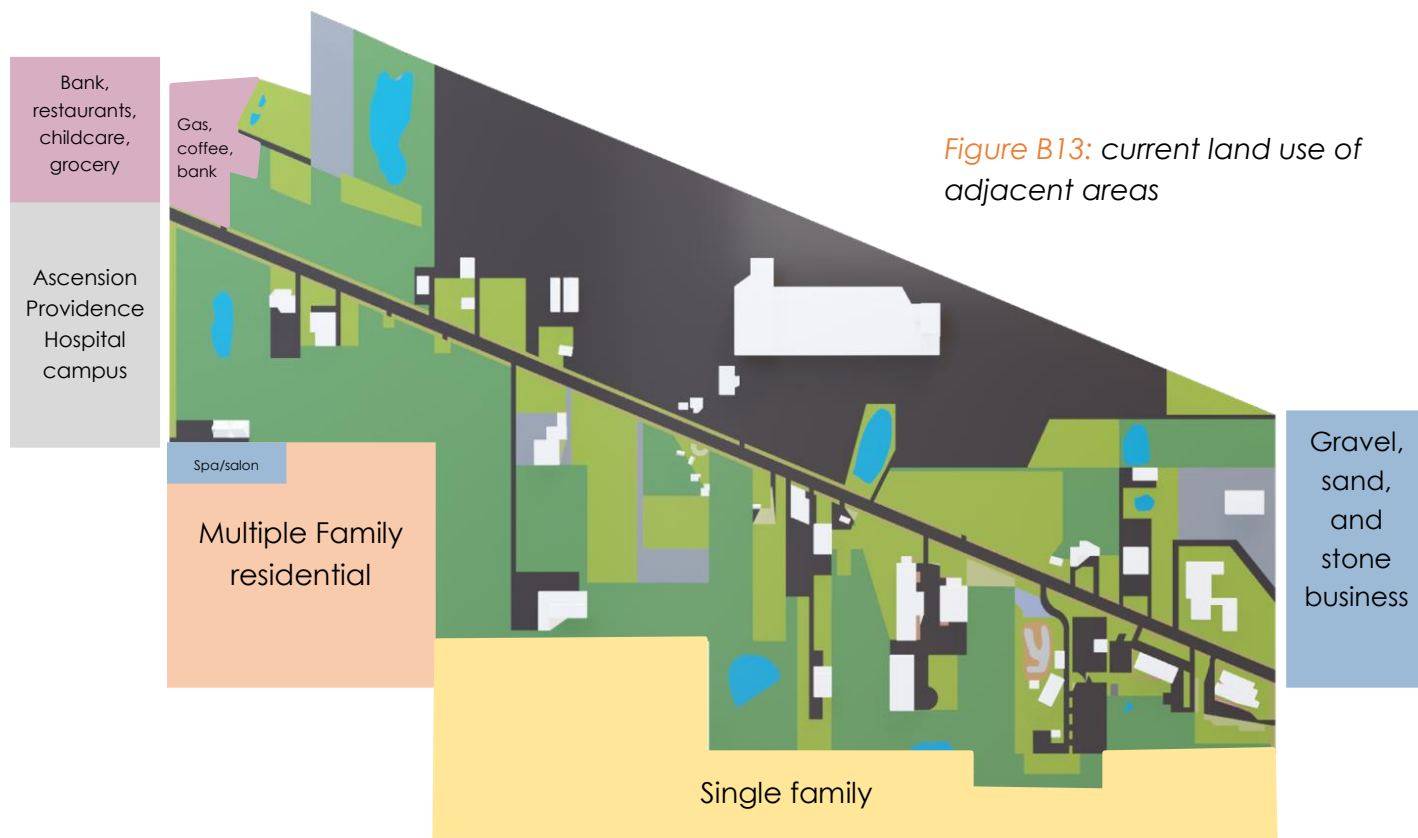 Bank,
restaurants,
childcare,
grocery
Gas,
coffee,
bank
Figure B13: current land use of
adjacent areas
Ascension
Providence
Hospital
campus
Spa/salon
Multiple Family
residential
Gravel,
sand,
and
stone
business
Single family